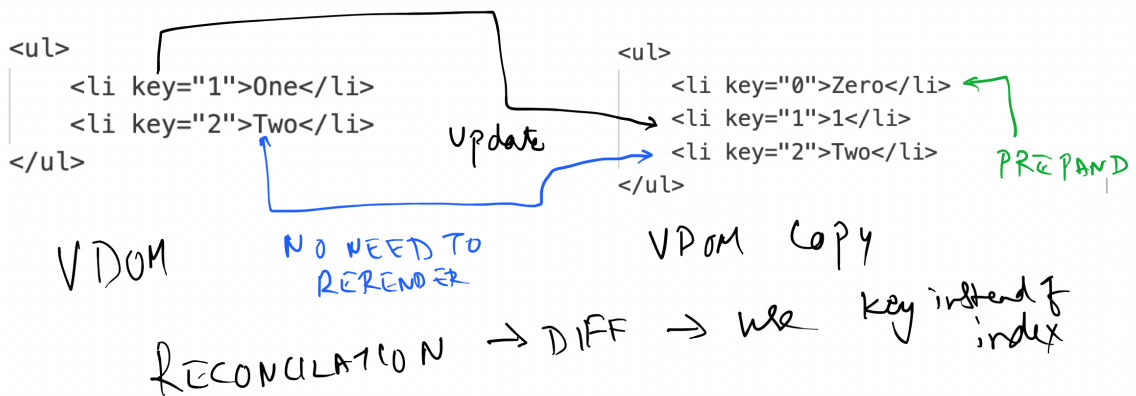 <ul>
<li key="1">One</li>
<li key="2">Two</li>
</ul>
update
<ul>
<li key="0">Zero</li>
<li key="1">1</li>
<li key="2">Two</li>
</ul>
PREPAND
NO NEED TO
RERENDER
VDOM
VDOM COPY
RECONCILATION → DIFF → use key instead of
index